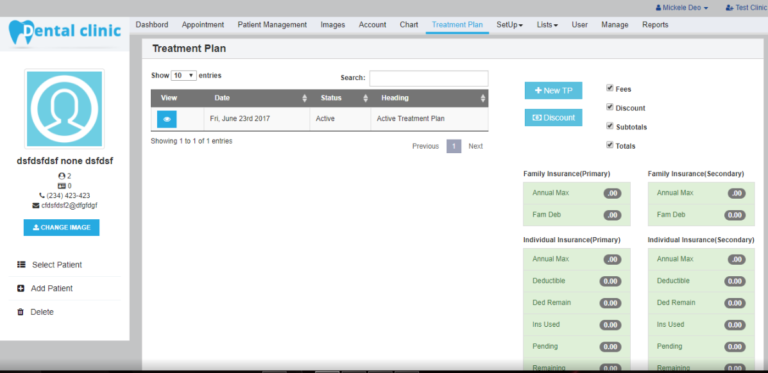 Mickele Deo
Test Clinic
Dental clinic
Dashbord Appointment Patient Management Images Account Chart Treatment Plan SetUp Lists User Manage Reports
Treatment Plan
Show 10 entries
Search:
View Date Status Heading
Fri, June 23rd 2017 Active Active Treatment Plan
Showing 1 to 1 of 1 entries
Previous 1 Next
+ New TP
Discount
Fees
Discount
Subtotals
Totals
dsfdsfdsf none dsfdsf
2
0
(234) 423-423
cfdsfdsf2@dfgfdgf
CHANGE IMAGE
Select Patient
Add Patient
Delete
Family Insurance(Primary)
Annual Max .00
Fam Deb .00
Family Insurance(Secondary)
Annual Max .00
Fam Deb 0.00
Individual Insurance(Primary)
Annual Max .00
Deductible 0.00
Ded Remain 0.00
Ins Used 0.00
Pending 0.00
Remaining 0.00
Individual Insurance(Secondary)
Annual Max .00
Deductible 0.00
Ded Remain 0.00
Ins Used 0.00
Pending 0.00
Remaining 0.00